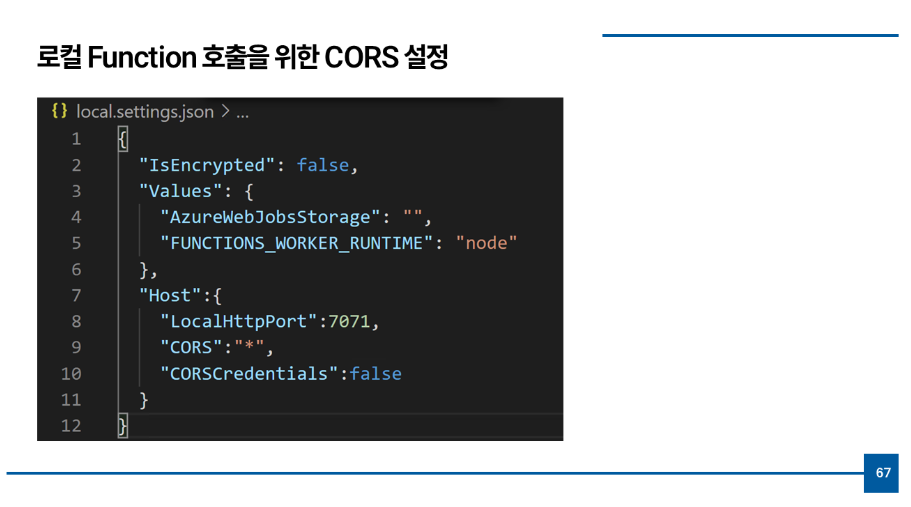 로컬 Function 호출을 위한 CORS 설정
{} local.settings.json > ...
1 {
2 "IsEncrypted": false,
3 "Values": {
4 "AzureWebJobsStorage": "",
5 "FUNCTIONS_WORKER_RUNTIME": "node"
6 },
7 "Host":{
8 "LocalHttpPort":7071,
9 "CORS":"*",
10 "CORSCredentials":false
11 }
12 }
67